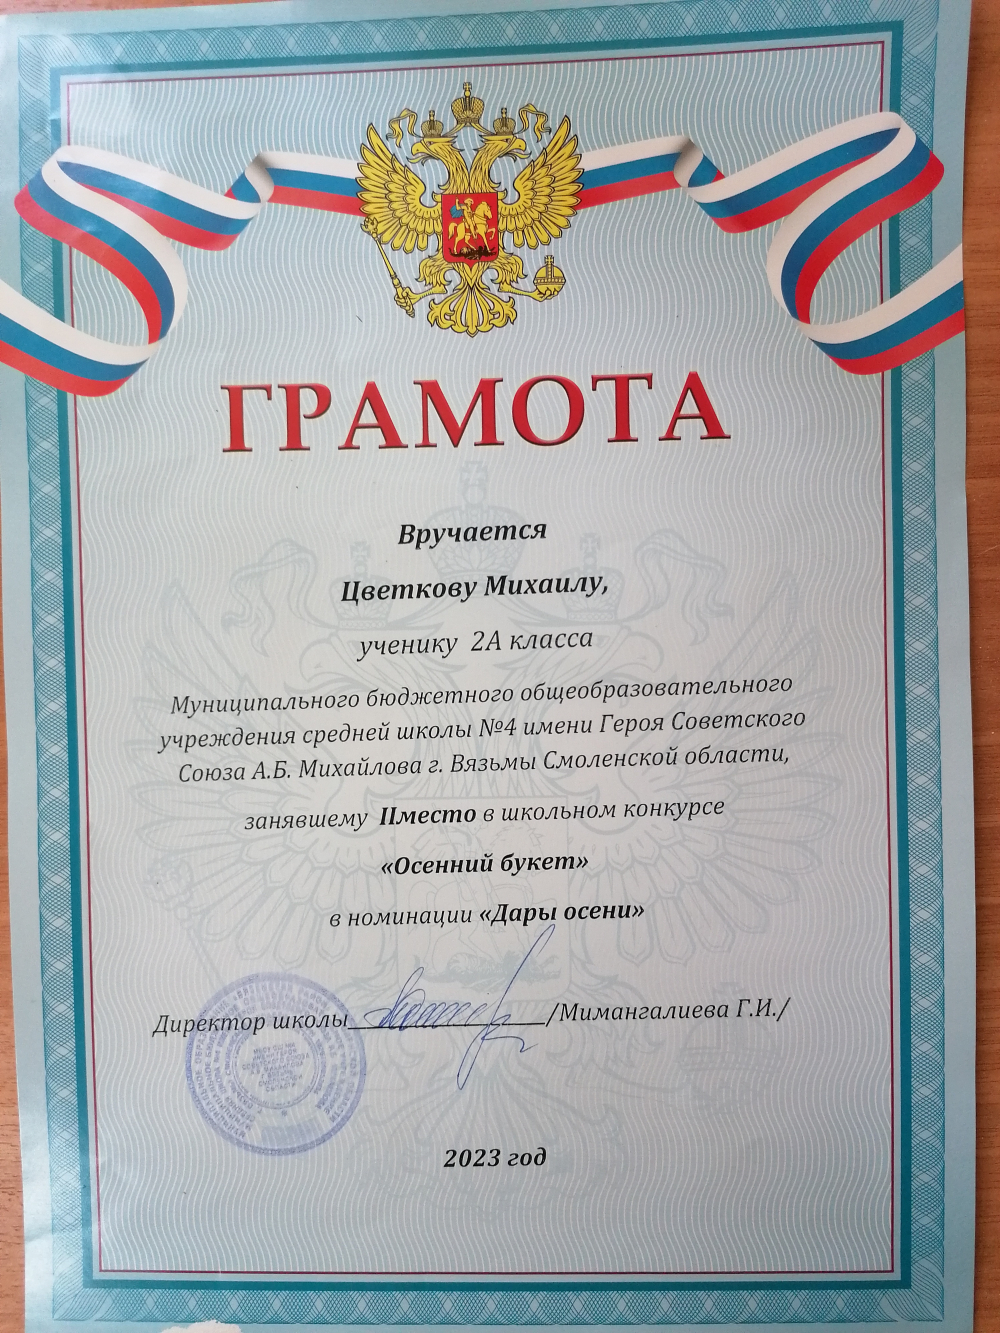 ГРАМОТА
Вручается
Цветкову Михаилу,
ученику 2А класса
Муниципального бюджетного общеобразовательного
учреждения средней школы №4 имени Героя Советского
Союза А.Б. Михайлова г. Вязьмы Смоленской области,
занявшему IIместо в школьном конкурсе
«Осенний букет»
в номинации «Дары осени»
Директор школы /Мимангалиева Г.И./
2023 год